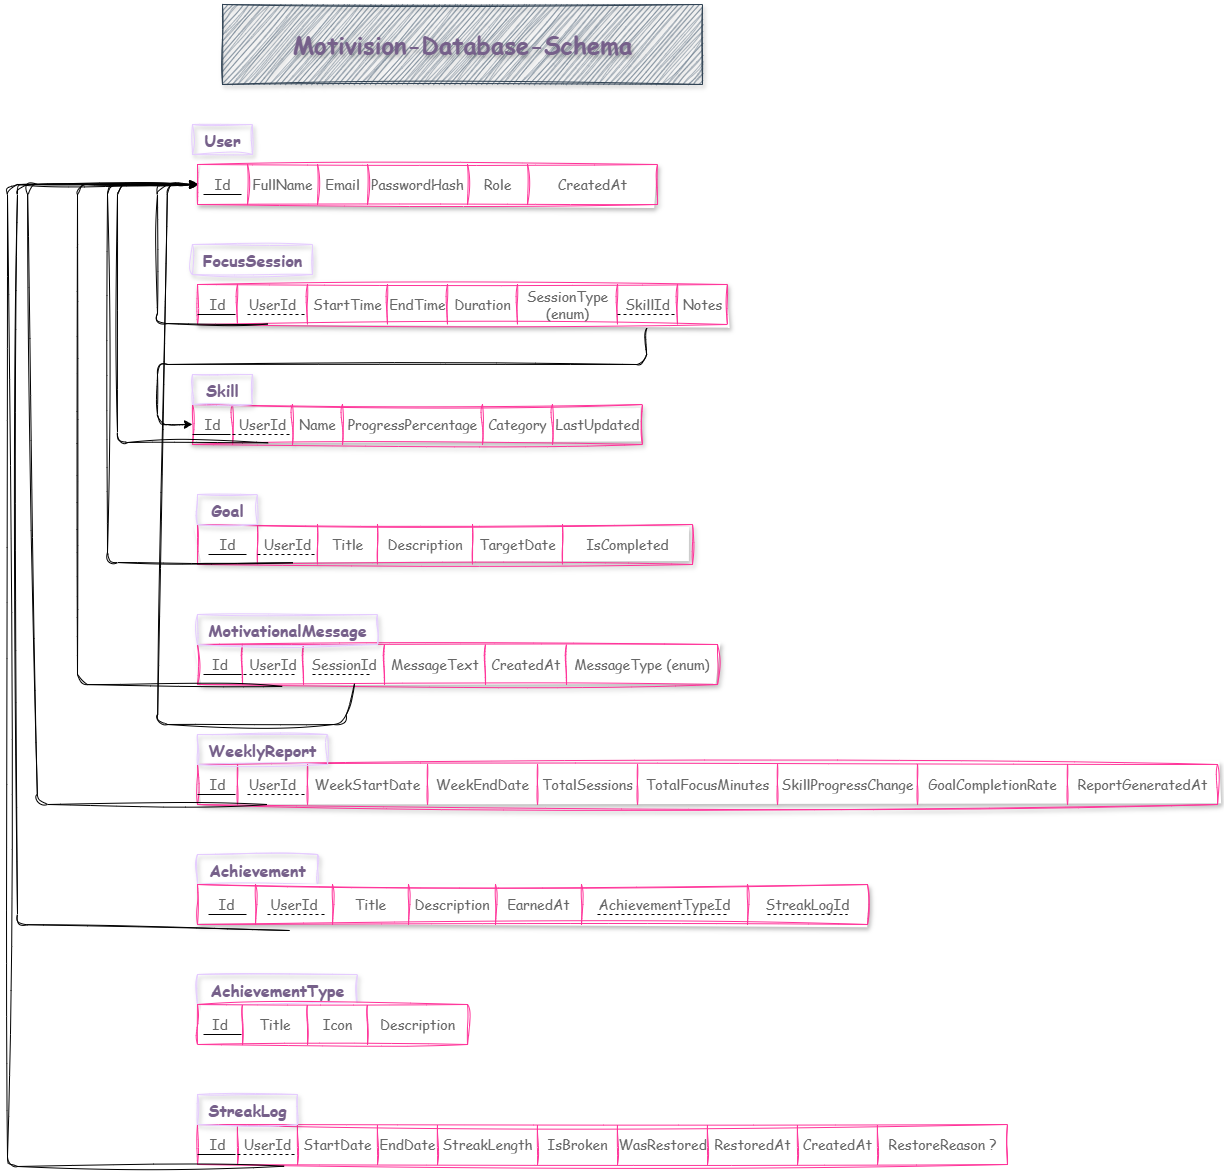 Motivision-Database-Schema
User
Id FullName Email PasswordHash Role CreatedAt
FocusSession
Id UserId StartTime EndTime Duration SessionType (enum) SkillId Notes
Skill
Id UserId Name ProgressPercentage Category LastUpdated
Goal
Id UserId Title Description TargetDate IsCompleted
MotivationalMessage
Id UserId SessionId MessageText CreatedAt MessageType (enum)
WeeklyReport
Id UserId WeekStartDate WeekEndDate TotalSessions TotalFocusMinutes SkillProgressChange GoalCompletionRate ReportGeneratedAt
Achievement
Id UserId Title Description EarnedAt AchievementTypeId StreakLogId
AchievementType
Id Title Icon Description
StreakLog
Id UserId StartDate EndDate StreakLength IsBroken WasRestored RestoredAt CreatedAt RestoreReason ?